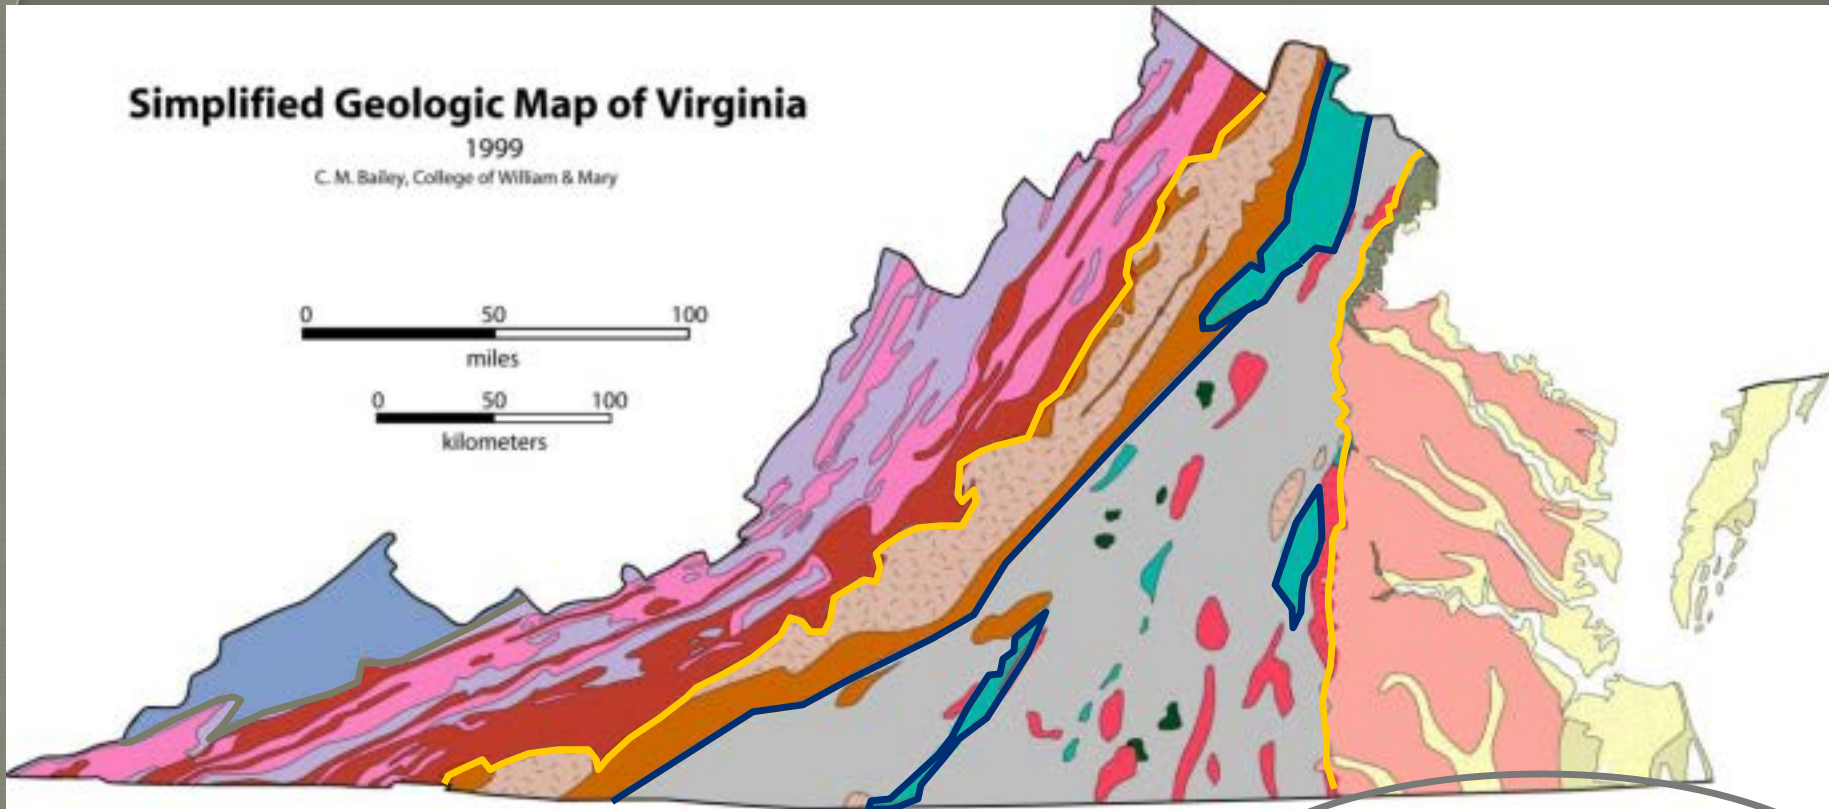 Simplified Geologic Map of Virginia
1999
C. M. Bailey, College of William & Mary
0 50 100
miles
0 50 100
kilometers